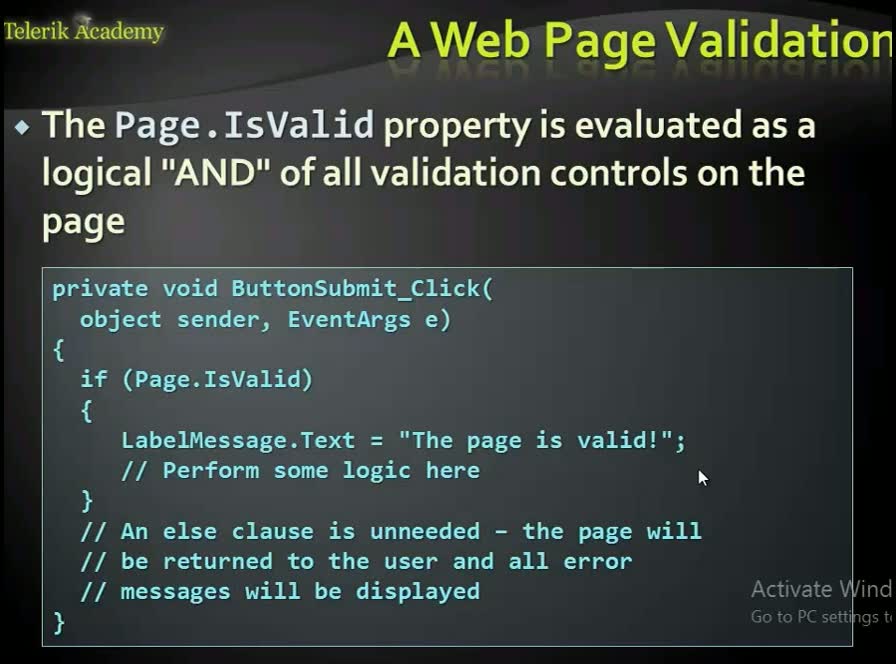 Telerik Academy
A Web Page Validation
The Page.IsValid property is evaluated as a
logical "AND" of all validation controls on the
page
private void ButtonSubmit_Click(
object sender, EventArgs e)
{
if (Page.IsValid)
{
LabelMessage.Text = "The page is valid!";
// Perform some logic here
}
// An else clause is unneeded – the page will
// be returned to the user and all error
// messages will be displayed
}
Activate Wind
Go to PC settings t